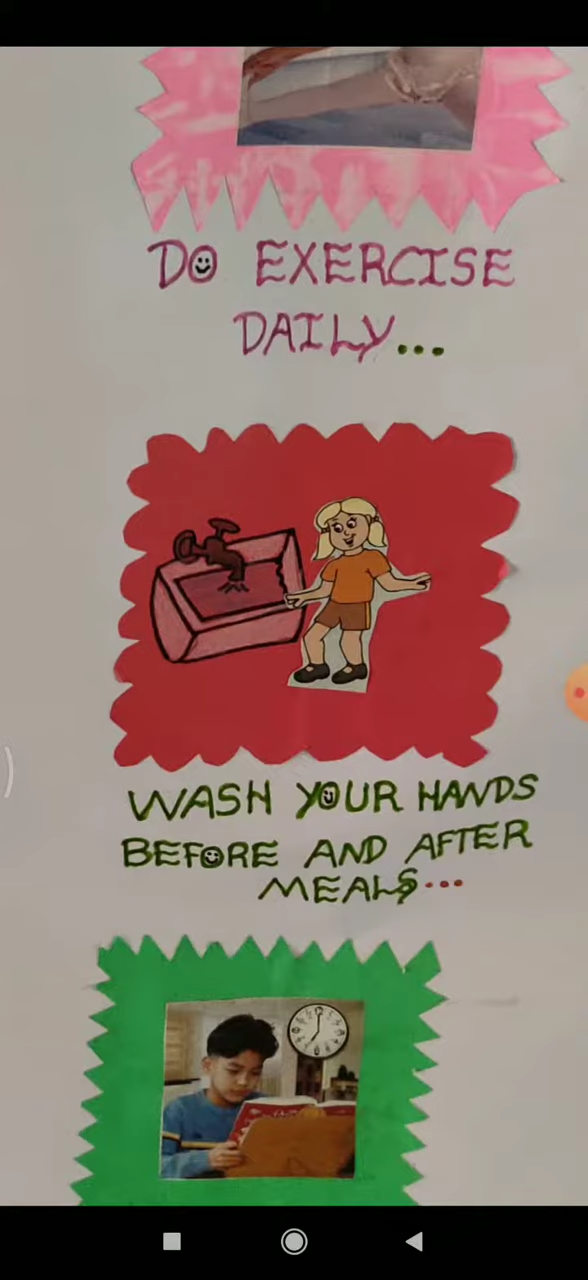 DO EXERCISE
DAILY...
WASH YOUR HANDS
BEFORE AND AFTER
MEALS...